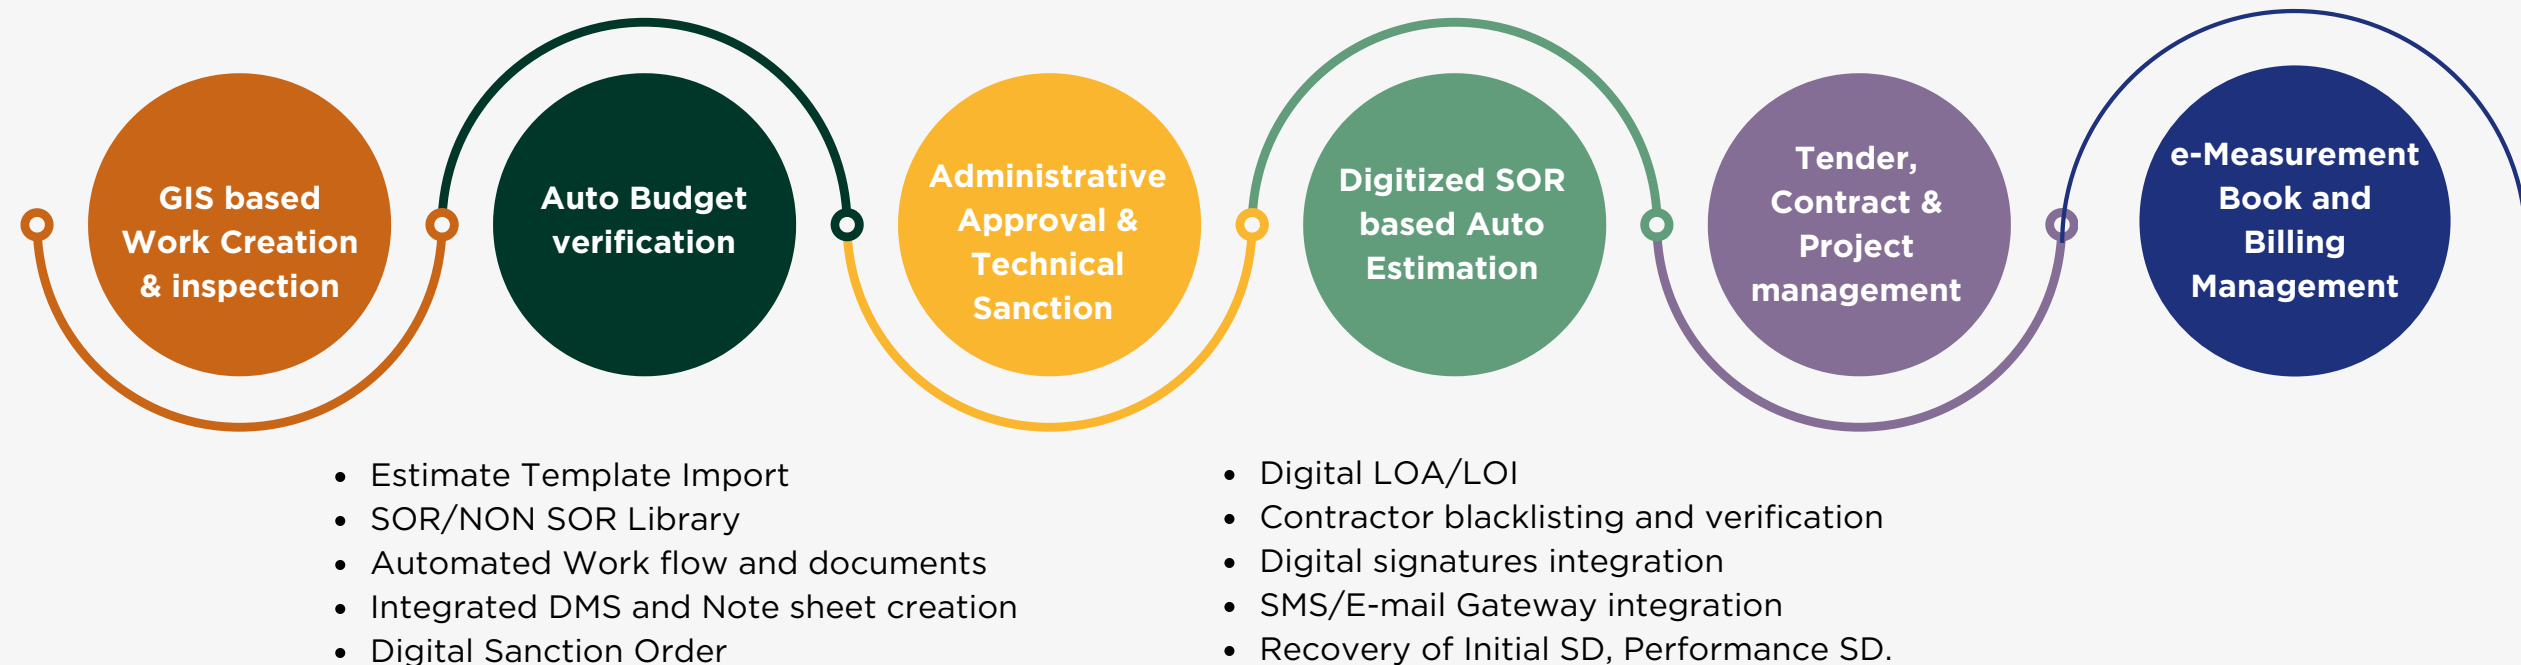 GIS based
Work Creation
& inspection
Auto Budget
verification
Administrative
Approval &
Technical
Sanction
Digitized SOR
based Auto
Estimation
Tender,
Contract &
Project
management
e-Measurement
Book and
Billing
Management
• Estimate Template Import
• SOR/NON SOR Library
• Automated Work flow and documents
• Integrated DMS and Note sheet creation
• Digital Sanction Order
• Digital LOA/LOI
• Contractor blacklisting and verification
• Digital signatures integration
• SMS/E-mail Gateway integration
• Recovery of Initial SD, Performance SD.